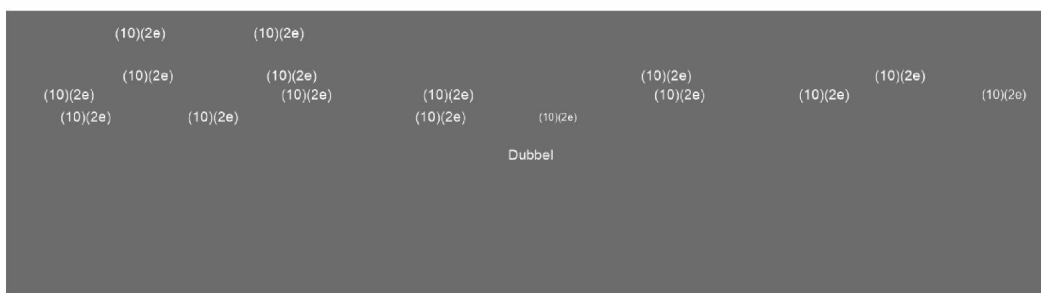 (10)(2e) (10)(2e)
(10)(2e) (10)(2e) (10)(2e) (10)(2e)
(10)(2e) (10)(2e) (10)(2e) (10)(2e) (10)(2e) (10)(2e)
(10)(2e) (10)(2e) (10)(2e) (10)(2e)
Dubbel